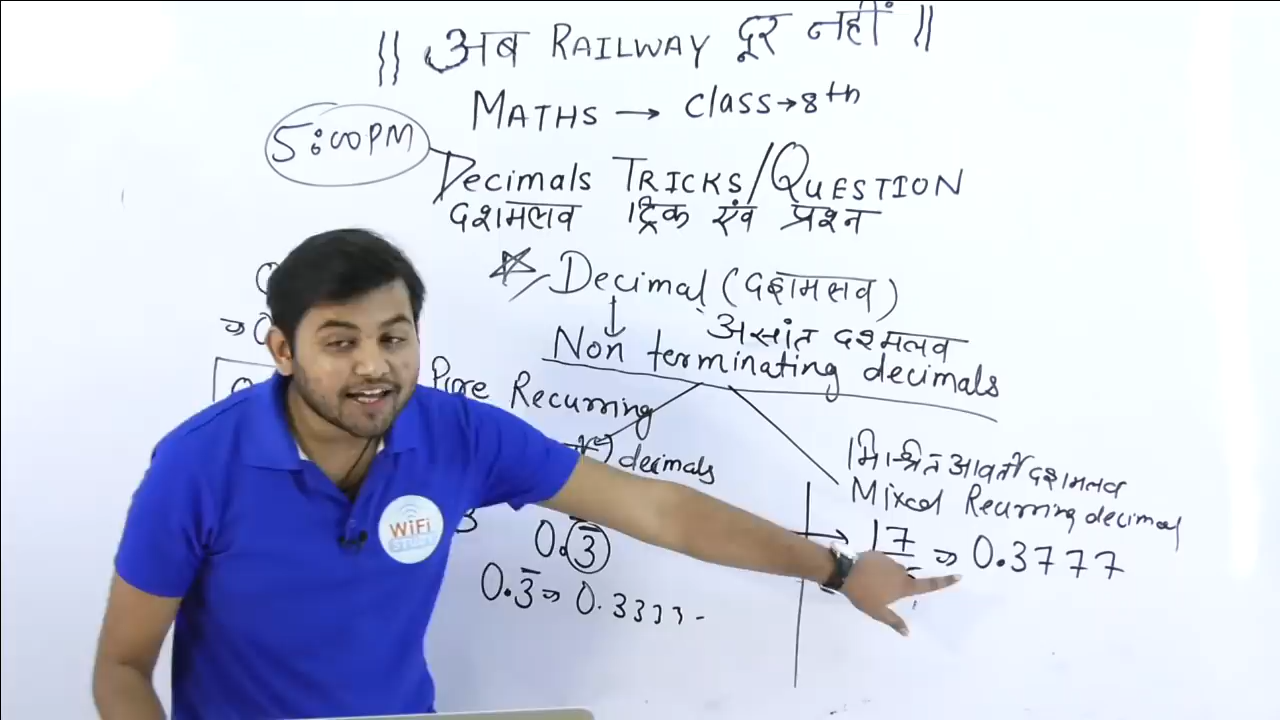 || अब RAILWAY दूर नहीं ||
MATHS → class → 8th
5:00PM
Decimals TRICKS/QUESTION
दशमलव ट्रिक एंव प्रश्न
Decimal (दशमलव)
असांत दशमलव
Non terminating decimals
Pure Recurring
decimals
मिश्रित आवर्ती दशमलव
Mixed Recurring decimal
0.3̅
0.3̅ ⇒ 0.3333-
17
⇒ 0.3777
WiFi
STUDY